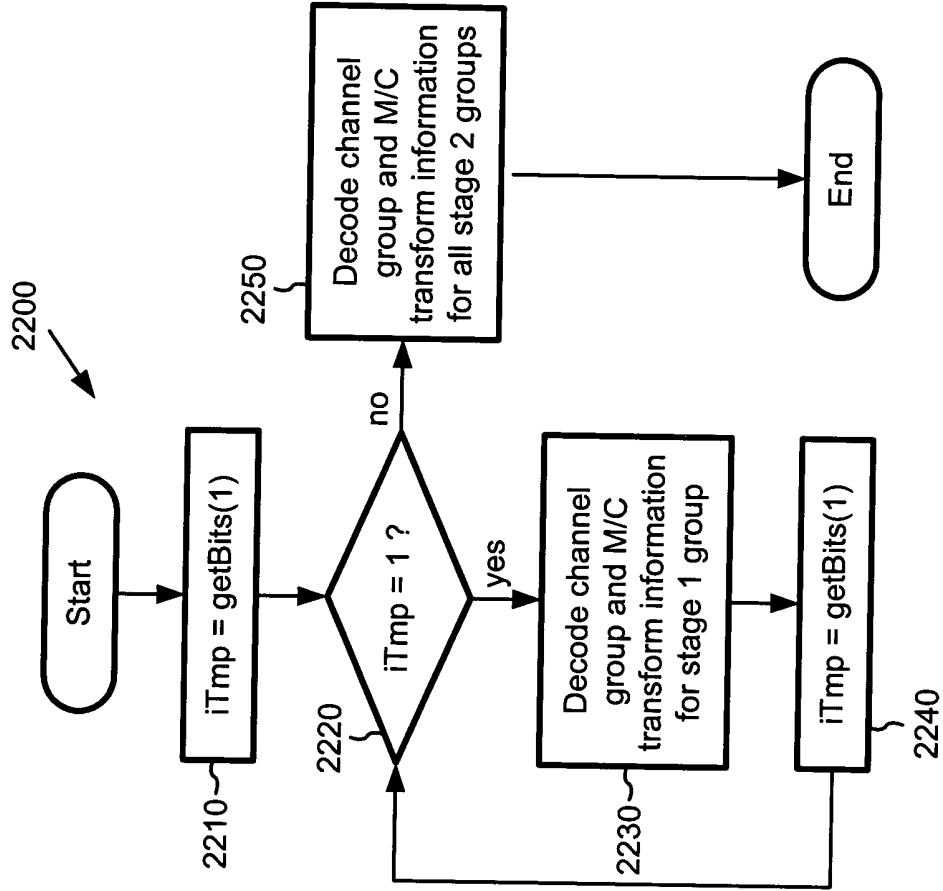 2200
Start
iTmp = getBits(1)
2210
iTmp = 1 ?
2220
no
yes
Decode channel
group and M/C
transform information
for stage 1 group
2230
iTmp = getBits(1)
2240
Decode channel
group and M/C
transform information
for all stage 2 groups
2250
End